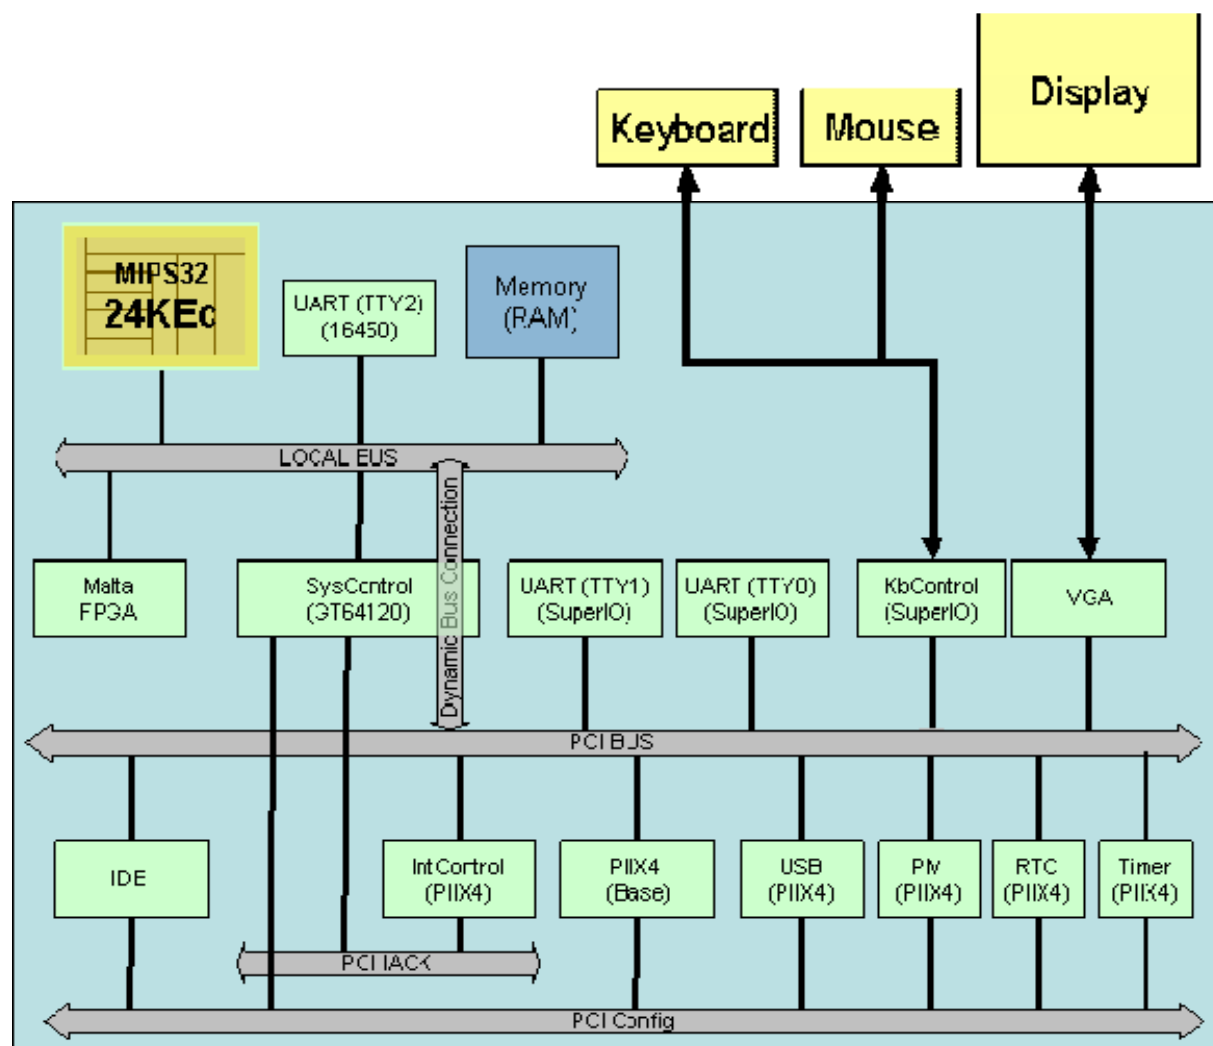 Display
Keyboard
Mouse
MIPS32
24KEc
UART (TTY2)
(16450)
Memory
(RAM)
LOCAL BUS
Dynamic Bus Connection
Malta
FPGA
SysControl
(GT64120)
UART (TTY1)
(SuperIO)
UART (TTY0)
(SuperIO)
KbControl
(SuperIO)
VGA
PCI BUS
IDE
IntControl
(PIIX4)
PIIX4
(Base)
USB
(PIIX4)
PM
(PIIX4)
RTC
(PIIX4)
Timer
(PIIX4)
PCI IACK
PCI Config